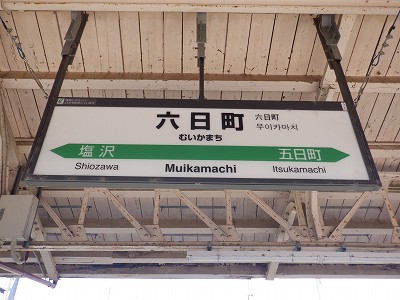 六日町
むいかまち
六日町
무이카마치
塩沢
五日町
Shiozawa
Muikamachi
Itsukamachi